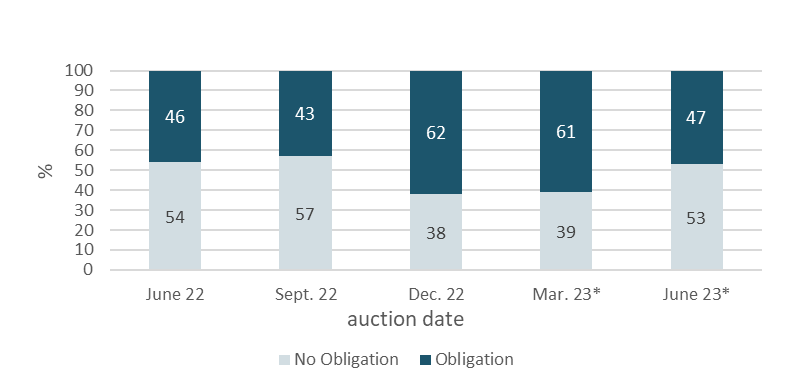 100
90
80
70
60
50
40
30
20
10
0
%
46 43 62 61 47
54 57 38 39 53
June 22 Sept. 22 Dec. 22 Mar. 23* June 23*
auction date
No Obligation Obligation